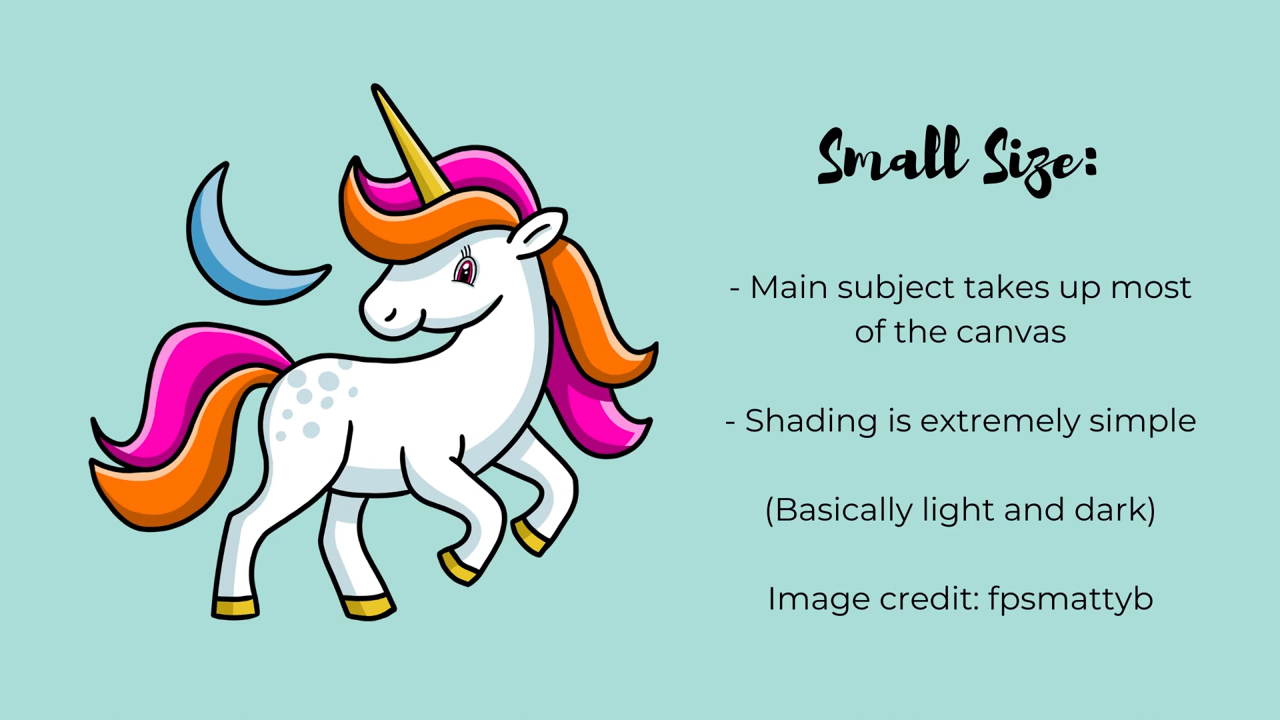 Small Size:
- Main subject takes up most
of the canvas
- Shading is extremely simple
(Basically light and dark)
Image credit: fpsmattyb